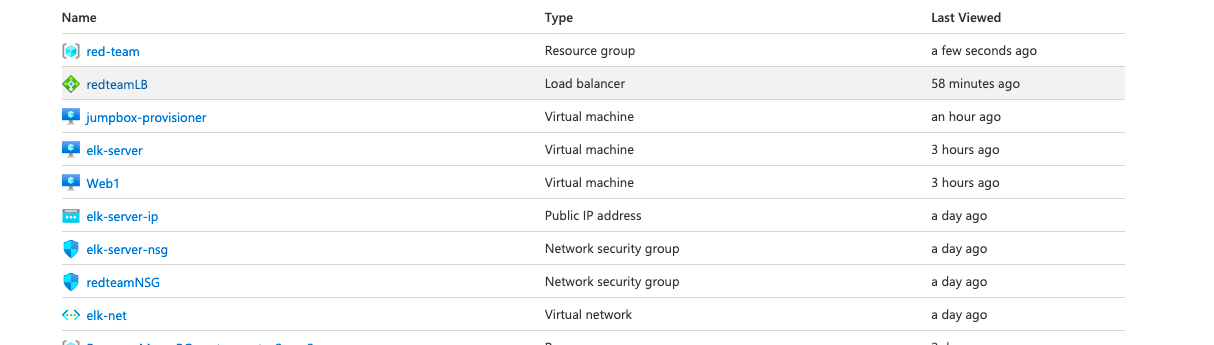 Name Type Last Viewed
red-team Resource group a few seconds ago
redteamLB Load balancer 58 minutes ago
jumpbox-provisioner Virtual machine an hour ago
elk-server Virtual machine 3 hours ago
Web1 Virtual machine 3 hours ago
elk-server-ip Public IP address a day ago
elk-server-nsg Network security group a day ago
redteamNSG Network security group a day ago
elk-net Virtual network a day ago